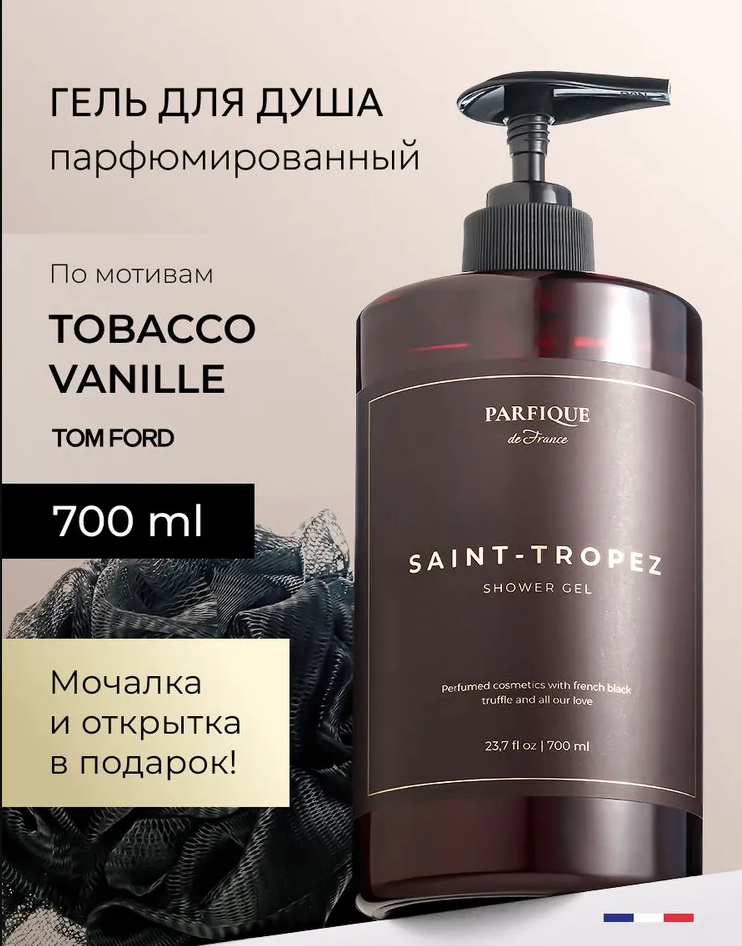 ГЕЛЬ ДЛЯ ДУША
парфюмированный
По мотивам
TOBACCO
VANILLE
TOM FORD
700 ml
Мочалка
и открытка
в подарок!
PARFIQUE
de France
SAINT-TROPEZ
SHOWER GEL
Perfumed cosmetics with french black
truffle and all our love
23,7 fl oz | 700 ml